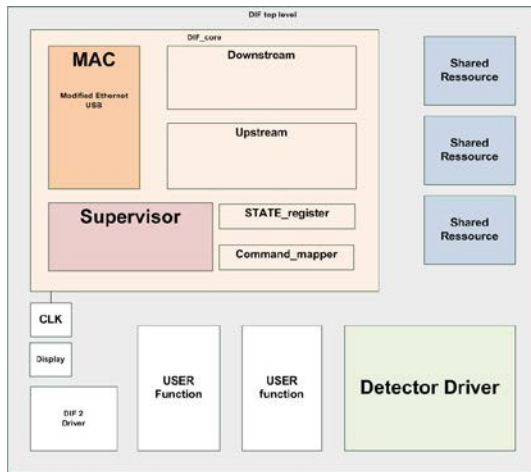 DIF top level
DIF_core
MAC
Modified Ethernet
USB
Downstream
Upstream
Supervisor
STATE_register
Command_mapper
Shared
Ressource
Shared
Ressource
Shared
Ressource
CLK
Display
DIF 2
Driver
USER
Function
USER
function
Detector Driver